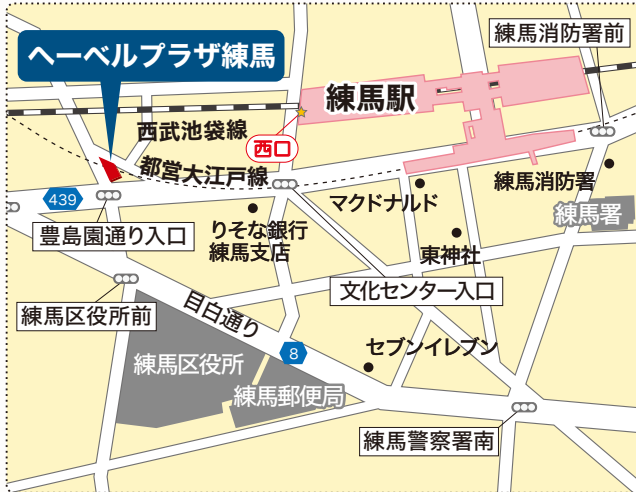 練馬消防署前
ヘーベルプラザ練馬
練馬駅
西武池袋線
西口
都営大江戸線
練馬消防署
439
マクドナルド
練馬署
豊島園通り入口
りそな銀行
練馬支店
東神社
文化センター入口
練馬区役所前
目白通り
8
セブンイレブン
練馬区役所
練馬郵便局
練馬警察署南